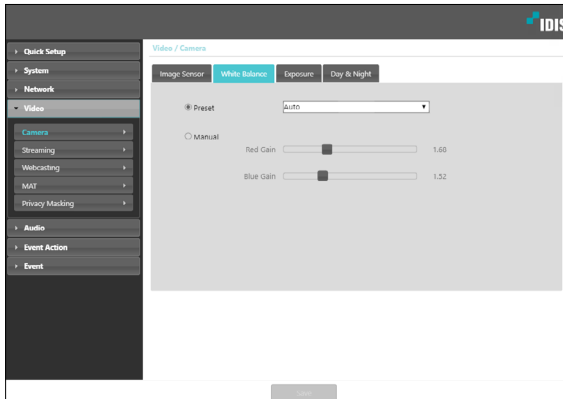 IDIS
Quick Setup
System
Network
Video
Camera
Streaming
Webcasting
MAT
Privacy Masking
Audio
Event Action
Event
Video / Camera
Image Sensor White Balance Exposure Day & Night
Preset Auto
Manual
Red Gain 1.60
Blue Gain 1.52
Save